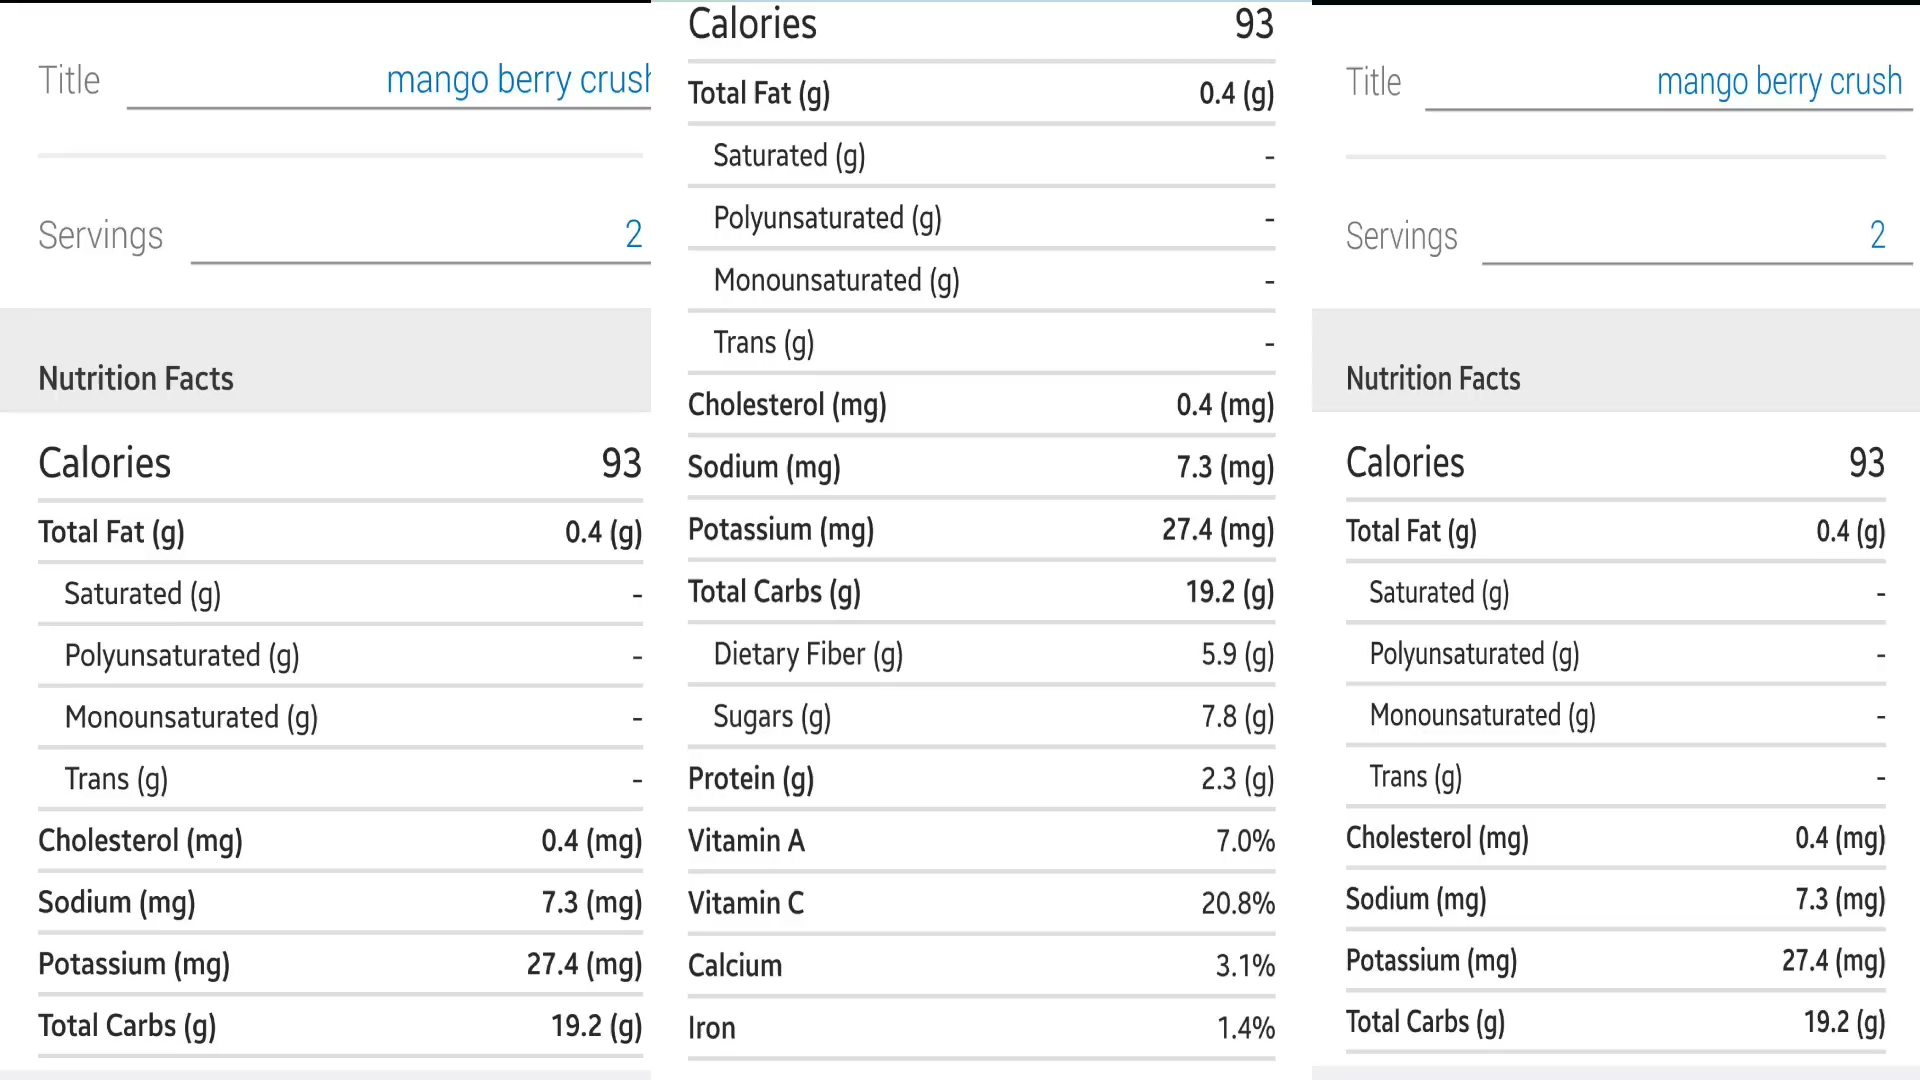 Title mango berry crush
Servings 2
Nutrition Facts
Calories 93
Total Fat (g) 0.4 (g)
Saturated (g) -
Polyunsaturated (g) -
Monounsaturated (g) -
Trans (g) -
Cholesterol (mg) 0.4 (mg)
Sodium (mg) 7.3 (mg)
Potassium (mg) 27.4 (mg)
Total Carbs (g) 19.2 (g)
Calories 93
Total Fat (g) 0.4 (g)
Saturated (g) -
Polyunsaturated (g) -
Monounsaturated (g) -
Trans (g) -
Cholesterol (mg) 0.4 (mg)
Sodium (mg) 7.3 (mg)
Potassium (mg) 27.4 (mg)
Total Carbs (g) 19.2 (g)
Dietary Fiber (g) 5.9 (g)
Sugars (g) 7.8 (g)
Protein (g) 2.3 (g)
Vitamin A 7.0%
Vitamin C 20.8%
Calcium 3.1%
Iron 1.4%
Title mango berry crush
Servings 2
Nutrition Facts
Calories 93
Total Fat (g) 0.4 (g)
Saturated (g) -
Polyunsaturated (g) -
Monounsaturated (g) -
Trans (g) -
Cholesterol (mg) 0.4 (mg)
Sodium (mg) 7.3 (mg)
Potassium (mg) 27.4 (mg)
Total Carbs (g) 19.2 (g)